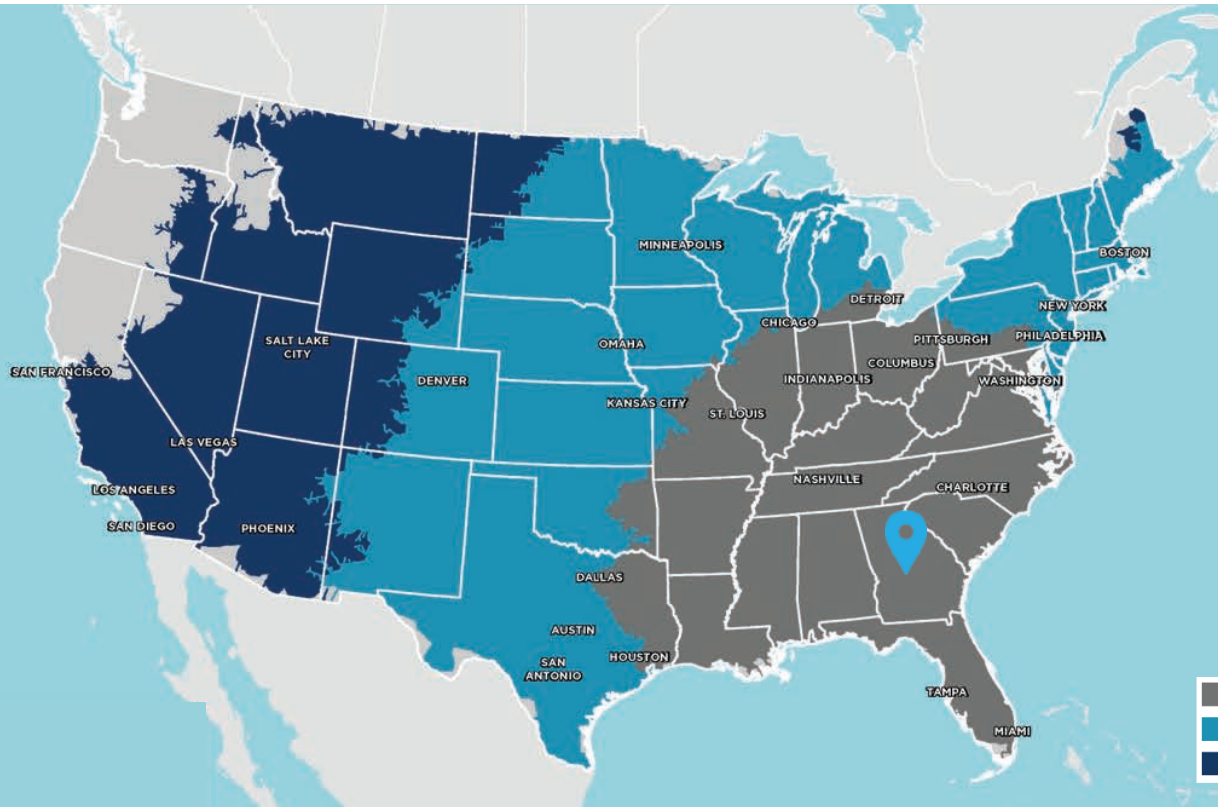 MINNEAPOLIS
BOSTON
DETROIT
NEW YORK
CHICAGO
PITTSBURGH
PHILADELPHIA
SALT LAKE
CITY
OMAHA
COLUMBUS
SAN FRANCISCO
DENVER
INDIANAPOLIS
WASHINGTON
KANSAS CITY
ST. LOUIS
LAS VEGAS
NASHVILLE
CHARLOTTE
LOS ANGELES
SAN DIEGO
PHOENIX
DALLAS
AUSTIN
HOUSTON
SAN
ANTONIO
TAMPA
MIAMI